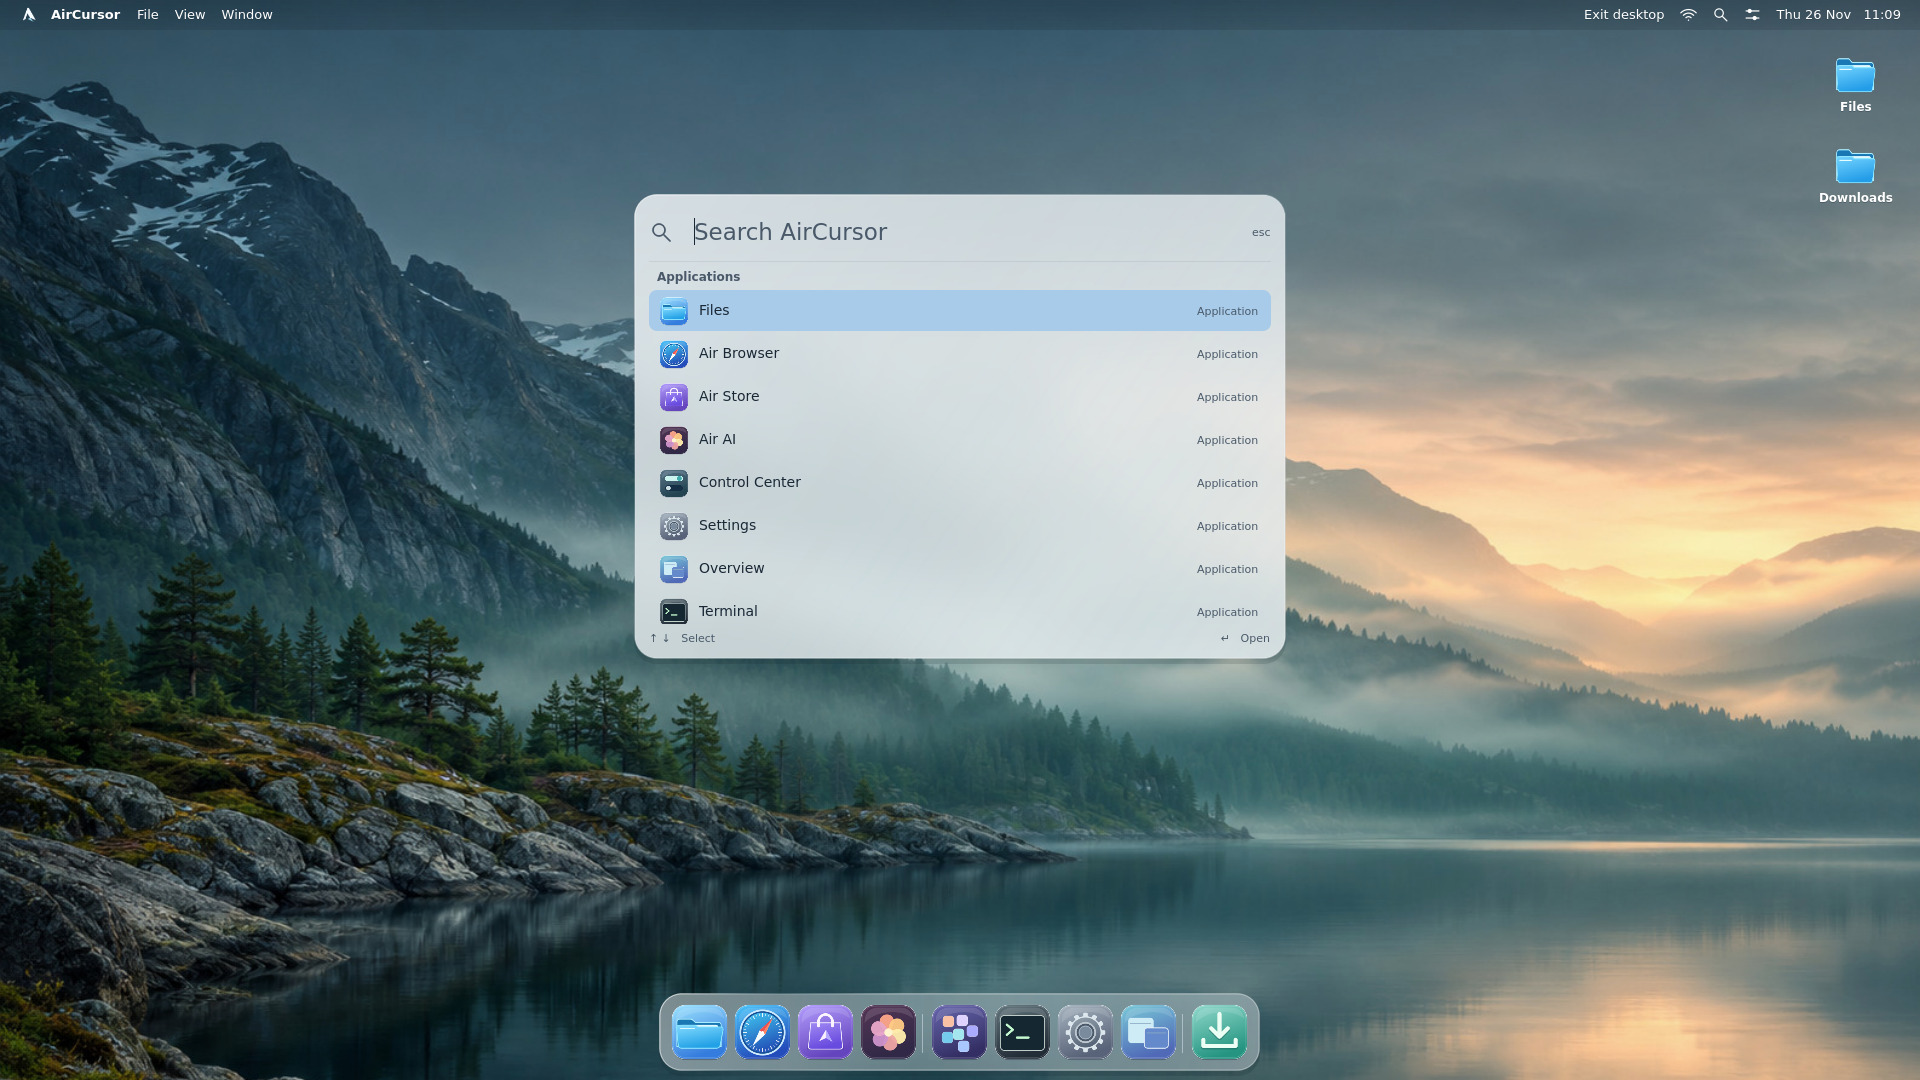 AirCursor File View Window Exit desktop Thu 26 Nov 11:09
Files
Downloads
Search AirCursor esc
Applications
Files Application
Air Browser Application
Air Store Application
Air AI Application
Control Center Application
Settings Application
Overview Application
Terminal Application
↑ ↓ Select ↵ Open